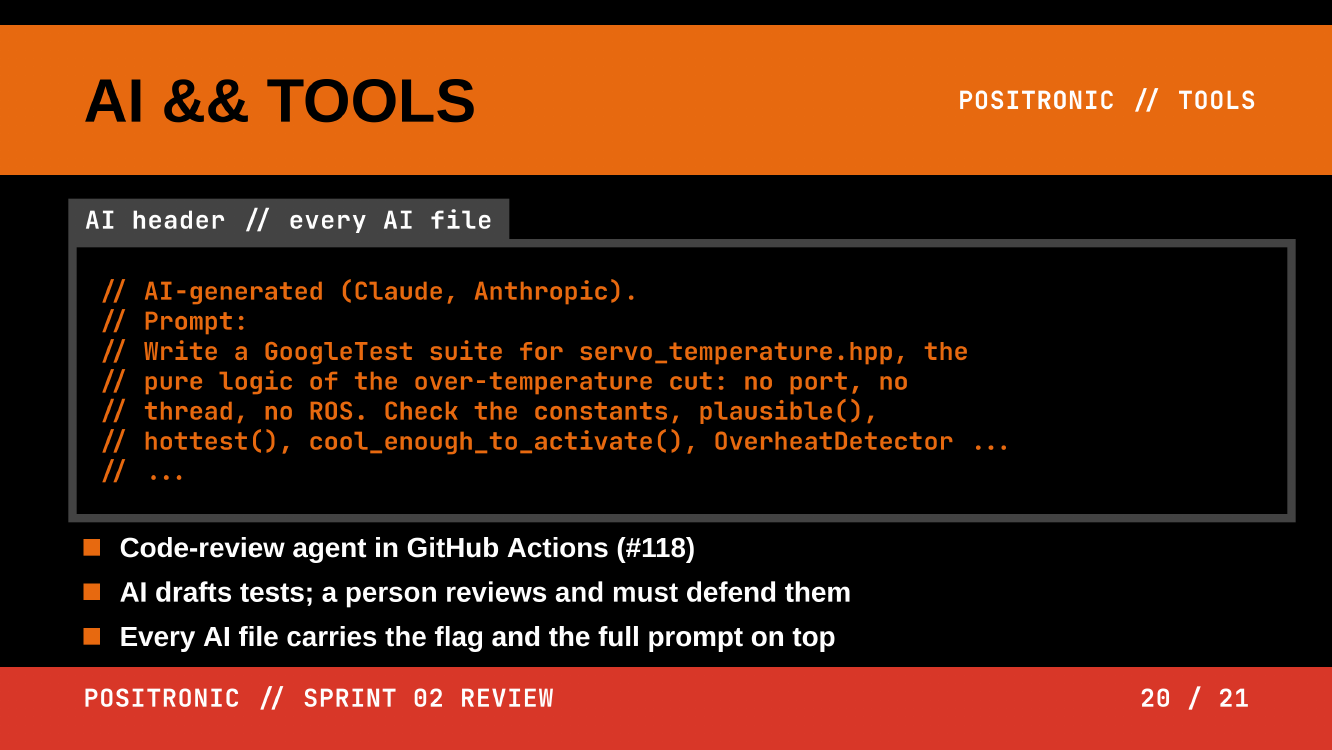 AI && TOOLS
POSITRONIC // TOOLS
AI header // every AI file
// AI-generated (Claude, Anthropic).
// Prompt:
// Write a GoogleTest suite for servo_temperature.hpp, the
// pure logic of the over-temperature cut: no port, no
// thread, no ROS. Check the constants, plausible(),
// hottest(), cool_enough_to_activate(), OverheatDetector ...
// ...
Code-review agent in GitHub Actions (#118)
AI drafts tests; a person reviews and must defend them
Every AI file carries the flag and the full prompt on top
POSITRONIC // SPRINT 02 REVIEW
20 / 21